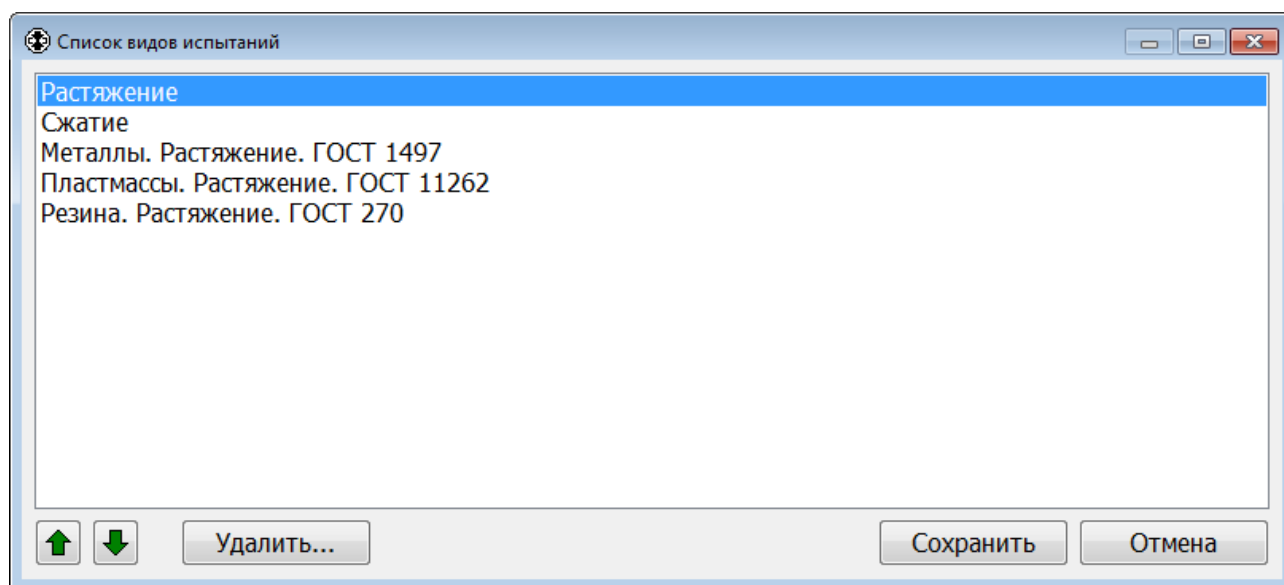 Список видов испытаний
Растяжение
Сжатие
Металлы. Растяжение. ГОСТ 1497
Пластмассы. Растяжение. ГОСТ 11262
Резина. Растяжение. ГОСТ 270
Удалить... Сохранить Отмена